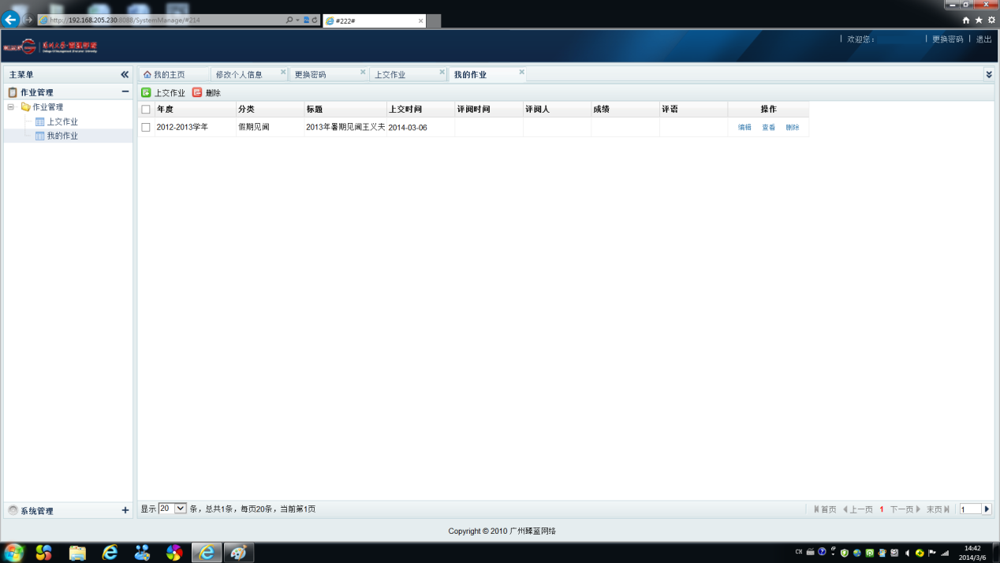 http://192.168.205.230:8088/SystemManage/#214
#222#
欢迎您：
更换密码
退出
主菜单
我的主页
修改个人信息
更换密码
上交作业
我的作业
作业管理
上交作业
删除
作业管理
年度 分类 标题 上交时间 评阅时间 评阅人 成绩 评语 操作
上交作业
2012-2013学年 假期见闻 2013年暑期见闻王义夫 2014-03-06 编辑 查看 删除
我的作业
系统管理
显示 20 条，总共1条，每页20条，当前第1页
首页 上一页 1 下一页 末页 1
Copyright © 2010 广州臻蓝网络
CH
14:42
2014/3/6